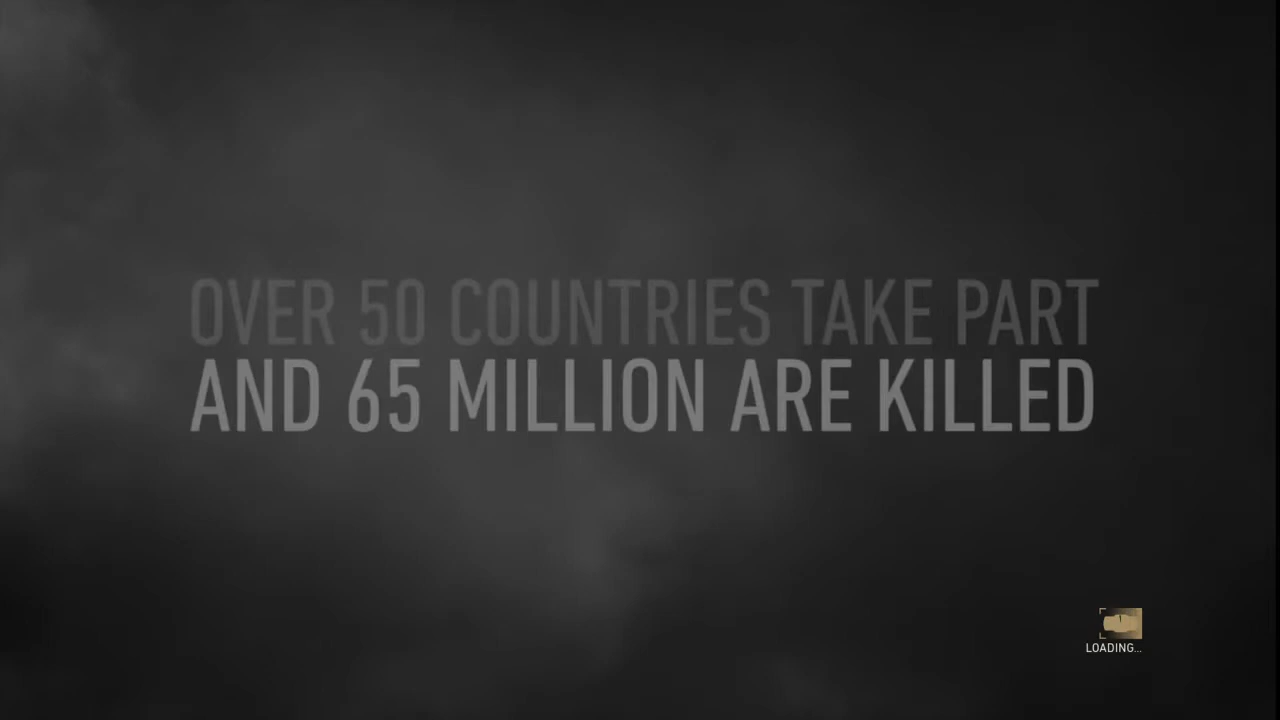 OVER 50 COUNTRIES TAKE PART
AND 65 MILLION ARE KILLED
LOADING...